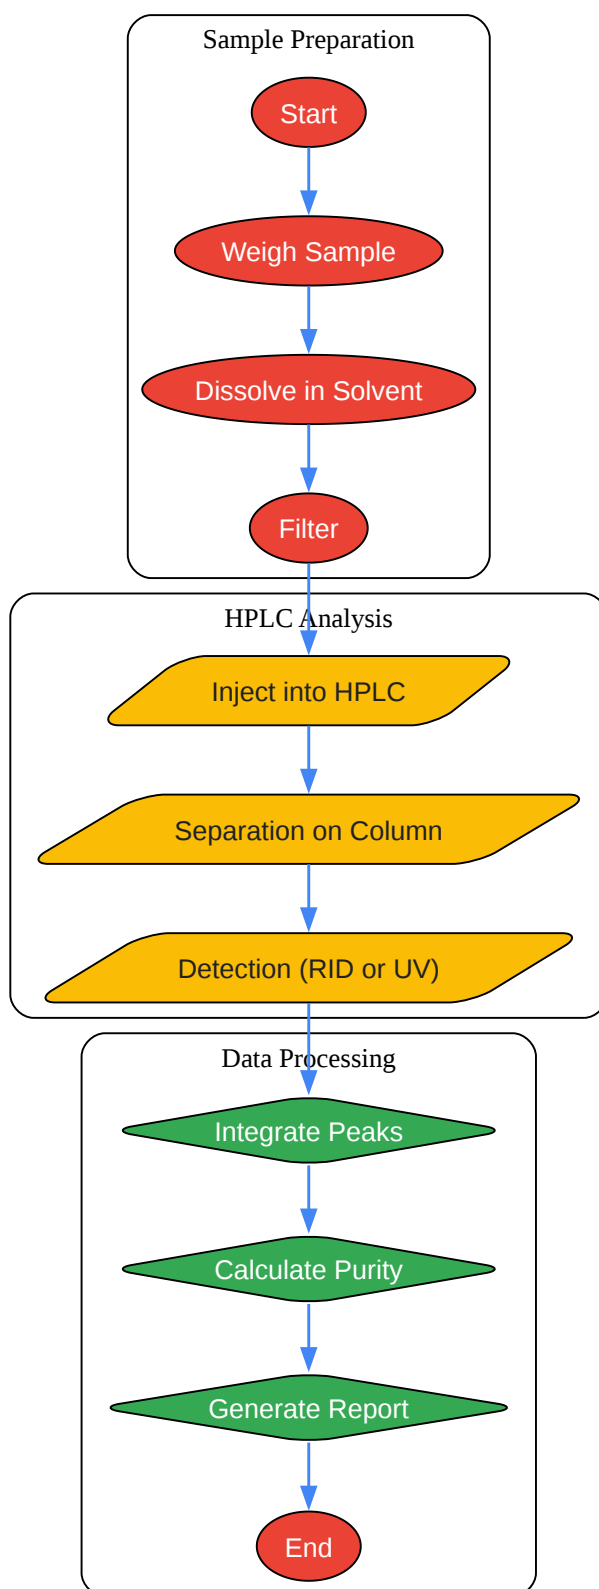 Sample Preparation
Start
Weigh Sample
Dissolve in Solvent
Filter
HPLC Analysis
Inject into HPLC
Separation on Column
Detection (RID or UV)
Data Processing
Integrate Peaks
Calculate Purity
Generate Report
End